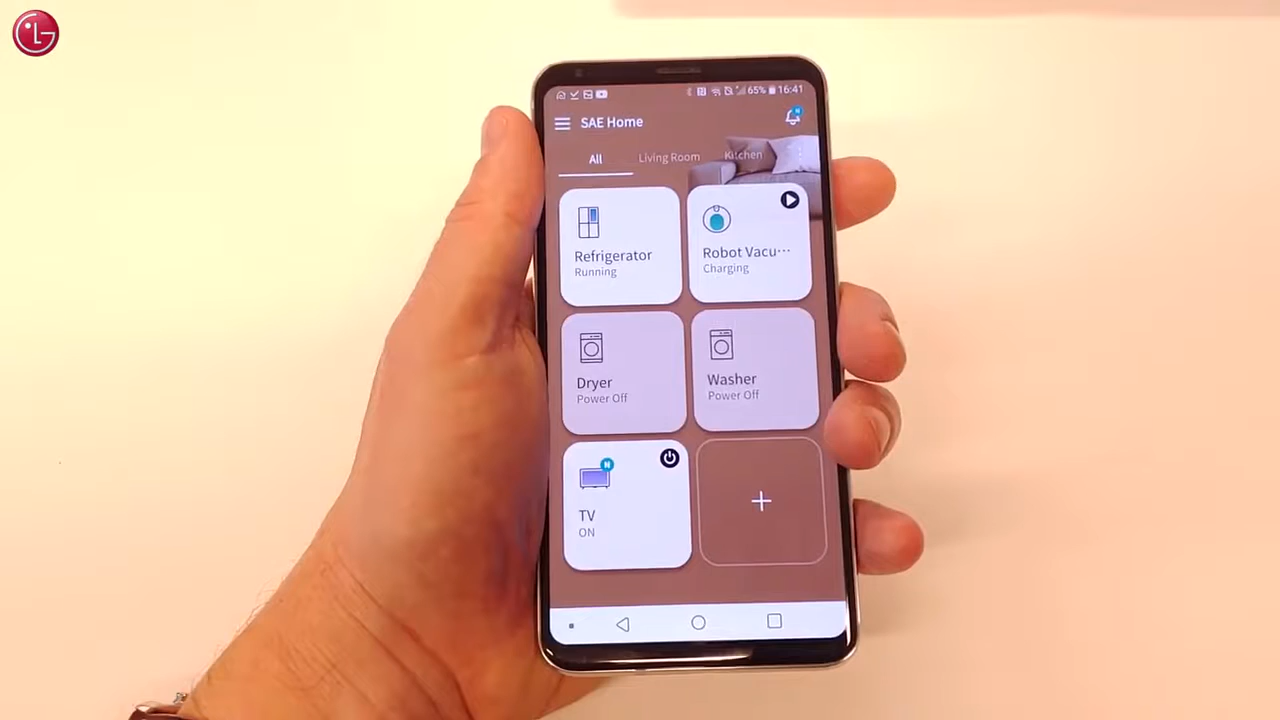 LG
65% 16:41
SAE Home
N
All Living Room Kitchen
Refrigerator
Running
Robot Vacu···
Charging
Dryer
Power Off
Washer
Power Off
N
TV
ON
+